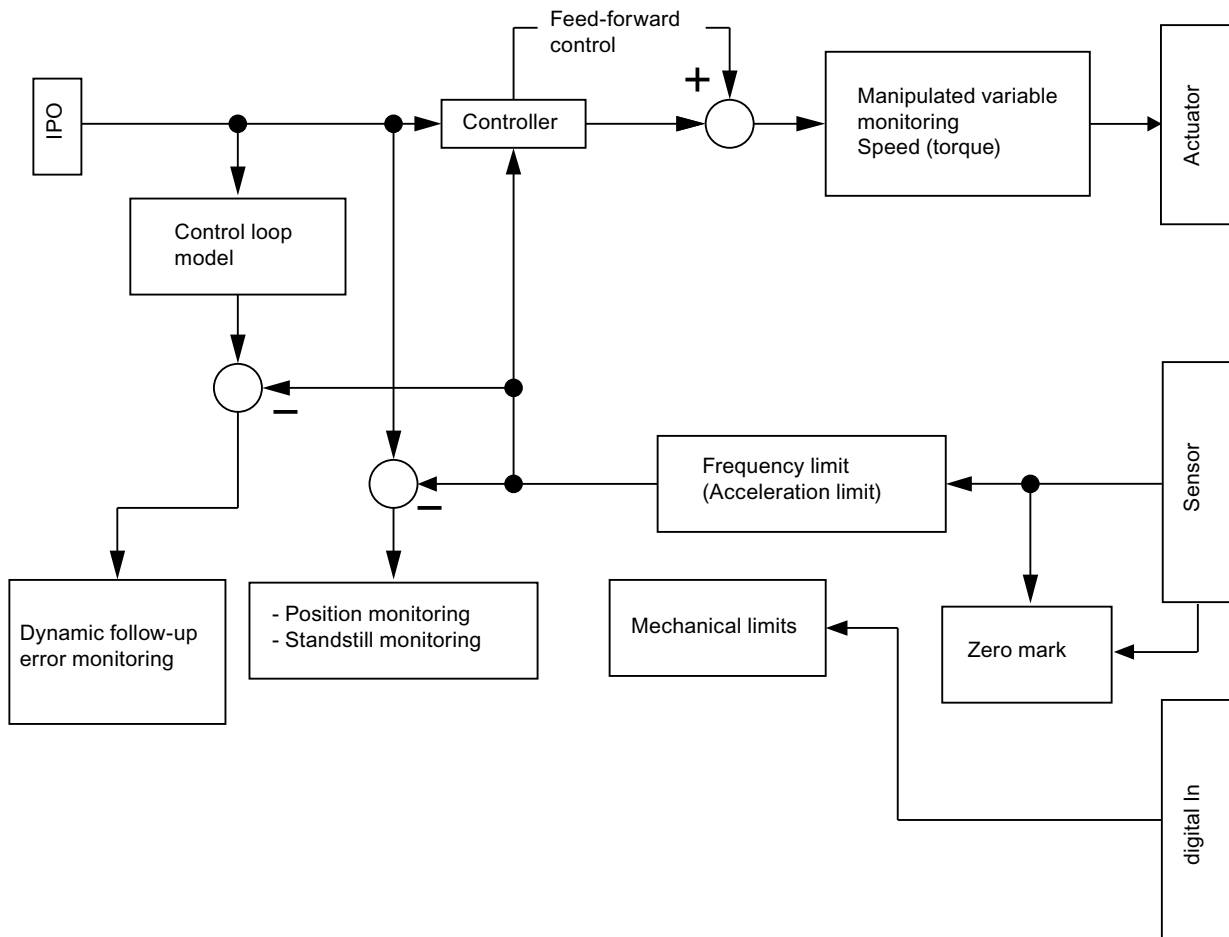 Feed-forward
control
IPO
Controller
+
Manipulated variable
monitoring
Speed (torque)
Actuator
Control loop
model
–
Frequency limit
(Acceleration limit)
–
Sensor
Dynamic follow-up
error monitoring
- Position monitoring
- Standstill monitoring
Mechanical limits
Zero mark
digital In